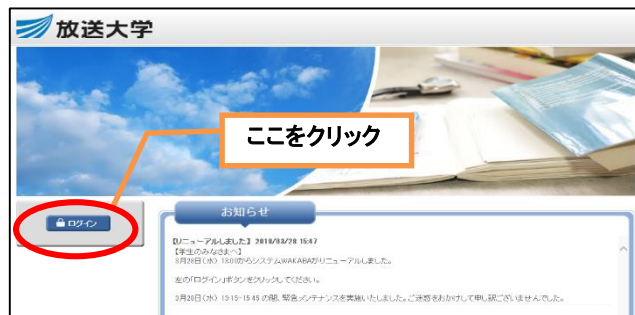 放送大学
ここをクリック
ログイン
お知らせ
【リニューアルしました】 2018/03/28 15:47
【学生のみなさまへ】
3月28日(水) 13:00からシステムWAKABAがリニューアルしました。
左の「ログイン」ボタンをクリックしてください。
3月28日(水) 13:15-15:45 の間、緊急メンテナンスを実施いたしました。ご迷惑をおかけして申し訳ございませんでした。